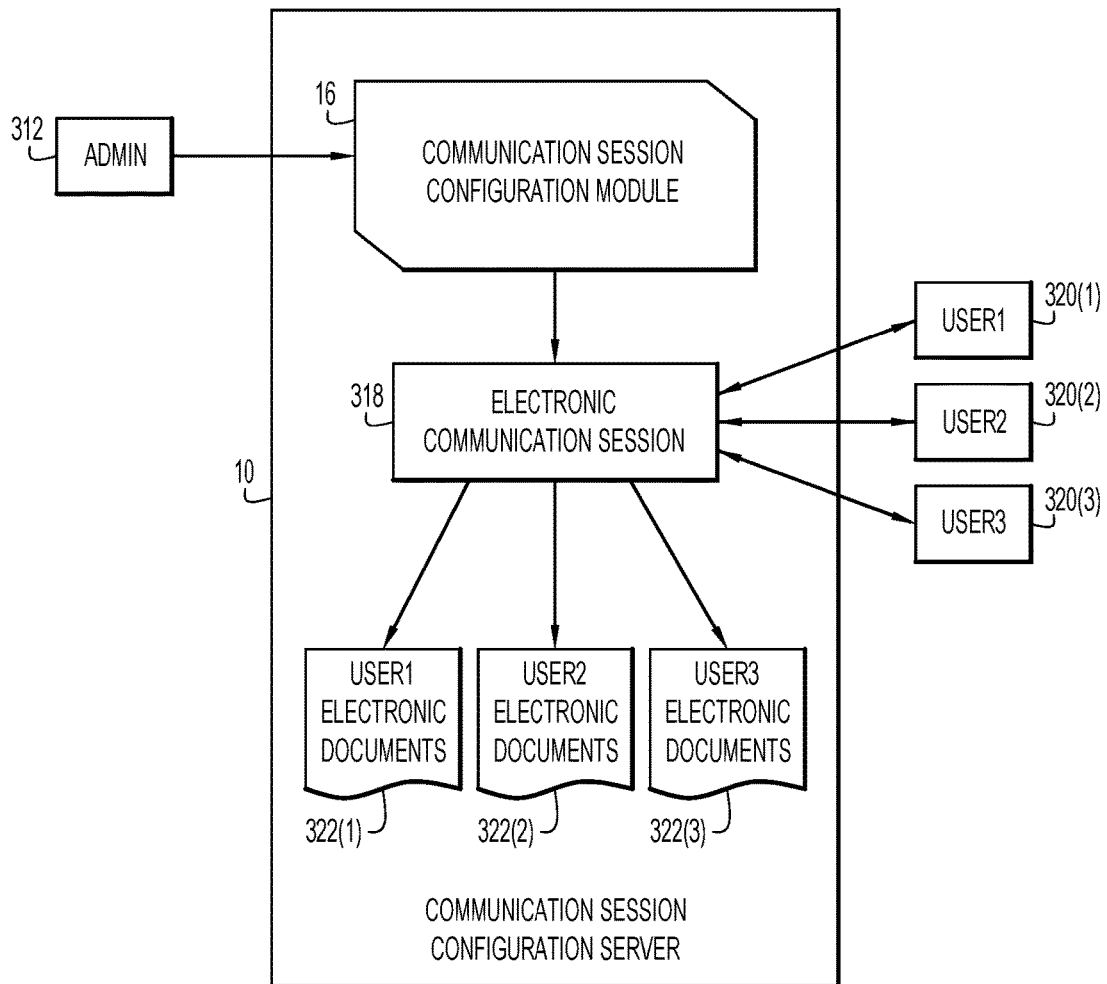 16
312
ADMIN
COMMUNICATION SESSION
CONFIGURATION MODULE
320(1)
USER1
318
ELECTRONIC
COMMUNICATION SESSION
320(2)
USER2
10
320(3)
USER3
USER1
ELECTRONIC
DOCUMENTS
USER2
ELECTRONIC
DOCUMENTS
USER3
ELECTRONIC
DOCUMENTS
322(1)
322(2)
322(3)
COMMUNICATION SESSION
CONFIGURATION SERVER